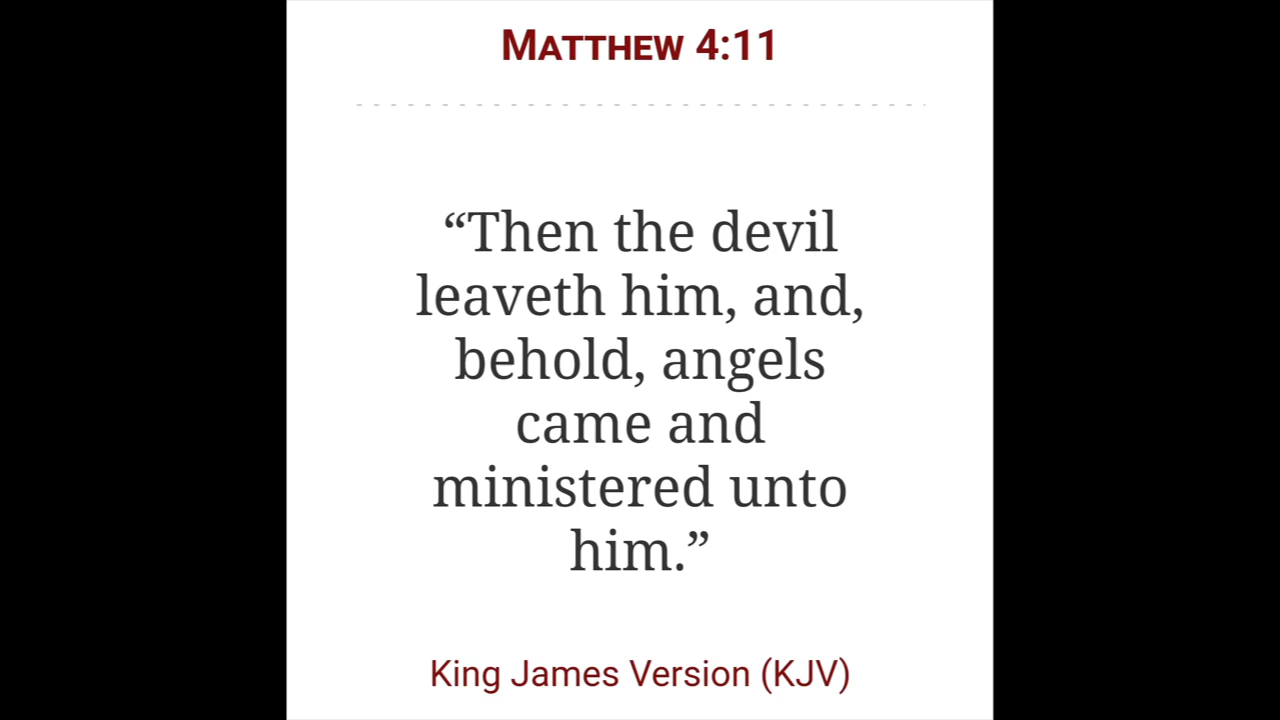 MATTHEW 4:11
“Then the devil
leaveth him, and,
behold, angels
came and
ministered unto
him.”
King James Version (KJV)